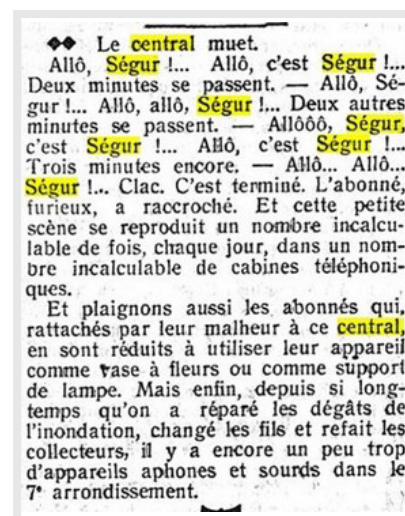 ◆◆ Le central muet.
Allô, Ségur !... Allô, c'est Ségur !...
Deux minutes se passent. — Allô, Sé-
gur !... Allô, allô, Ségur !... Deux autres
minutes se passent. — Allôôô, Ségur,
c'est Ségur !... Allô, c'est Ségur !...
Trois minutes encore. — Allô... Allô...
Ségur !... Clac. C'est terminé. L'abonné,
furieux, a raccroché. Et cette petite
scène se reproduit un nombre incalcu-
lable de fois, chaque jour, dans un nom-
bre incalculable de cabines téléphoni-
ques.
Et plaignons aussi les abonnés qui,
rattachés par leur malheur à ce central,
en sont réduits à utiliser leur appareil
comme vase à fleurs ou comme support
de lampe. Mais enfin, depuis si long-
temps qu'on a réparé les dégâts de
l'inondation, changé les fils et refait les
collecteurs, il y a encore un peu trop
d'appareils aphones et sourds dans le
7e arrondissement.